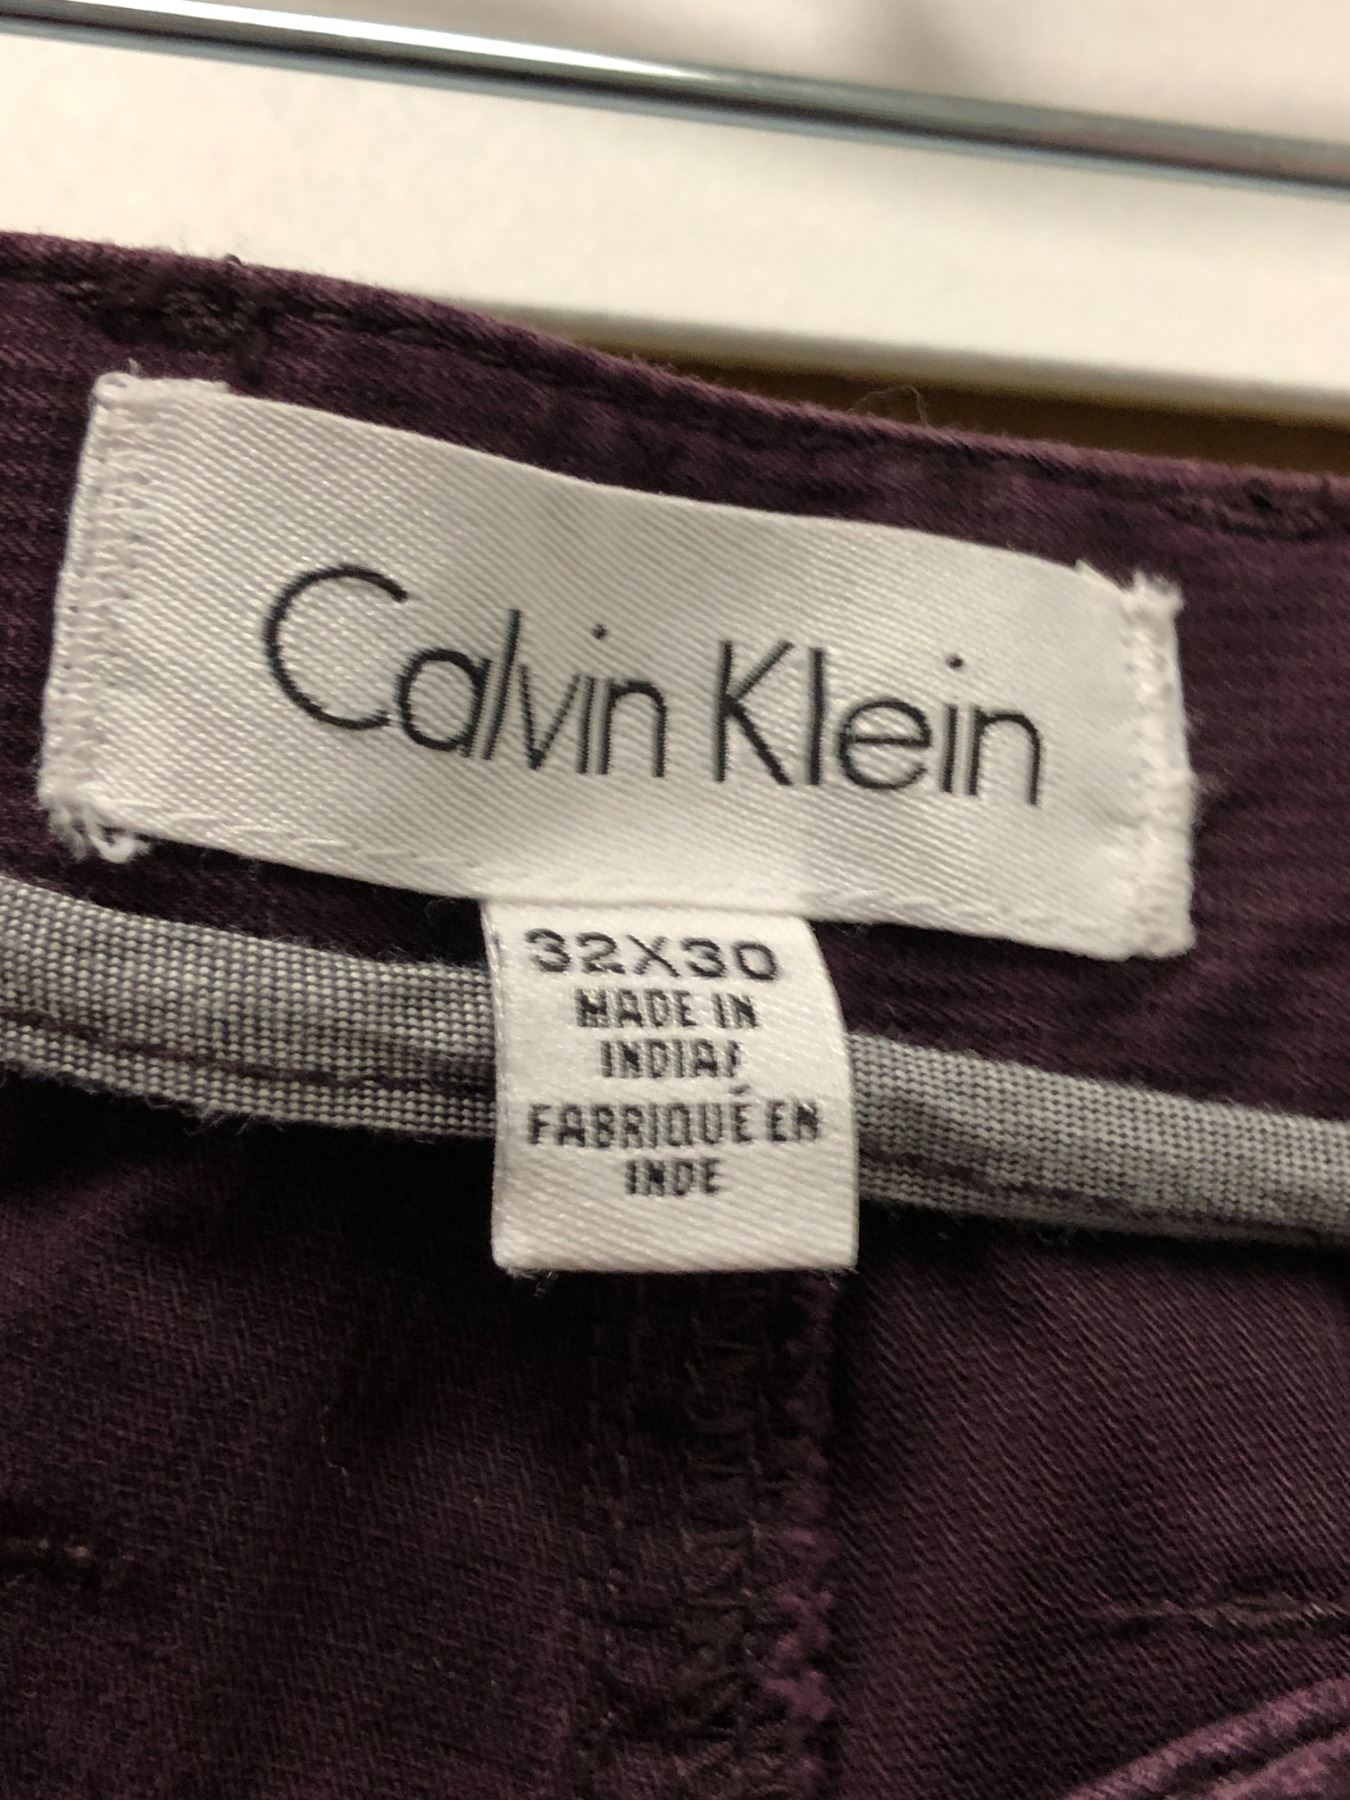 Calvin Klein
32X30
MADE IN
INDIA/
FABRIQUÉ EN
INDE